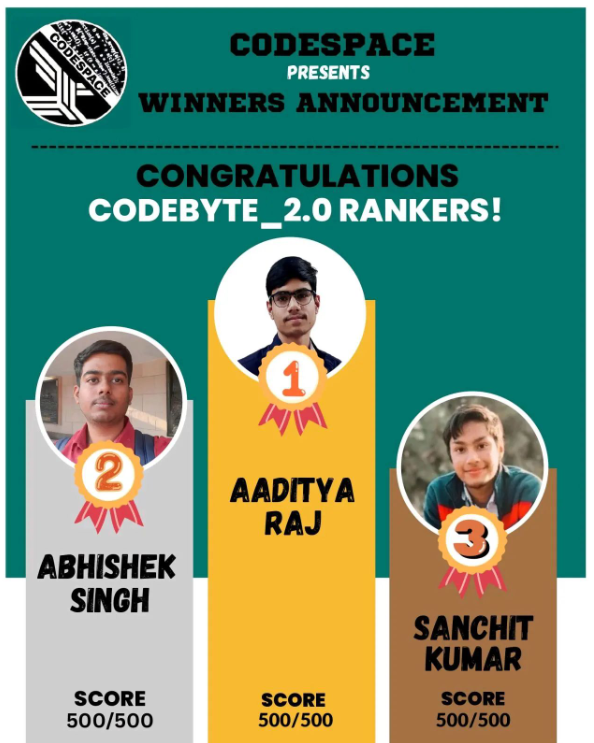 CODESPACE
CODESPACE
PRESENTS
WINNERS ANNOUNCEMENT
CONGRATULATIONS
CODEBYTE_2.0 RANKERS!
1
2
3
AADITYA
RAJ
ABHISHEK
SINGH
SANCHIT
KUMAR
SCORE
500/500
SCORE
500/500
SCORE
500/500